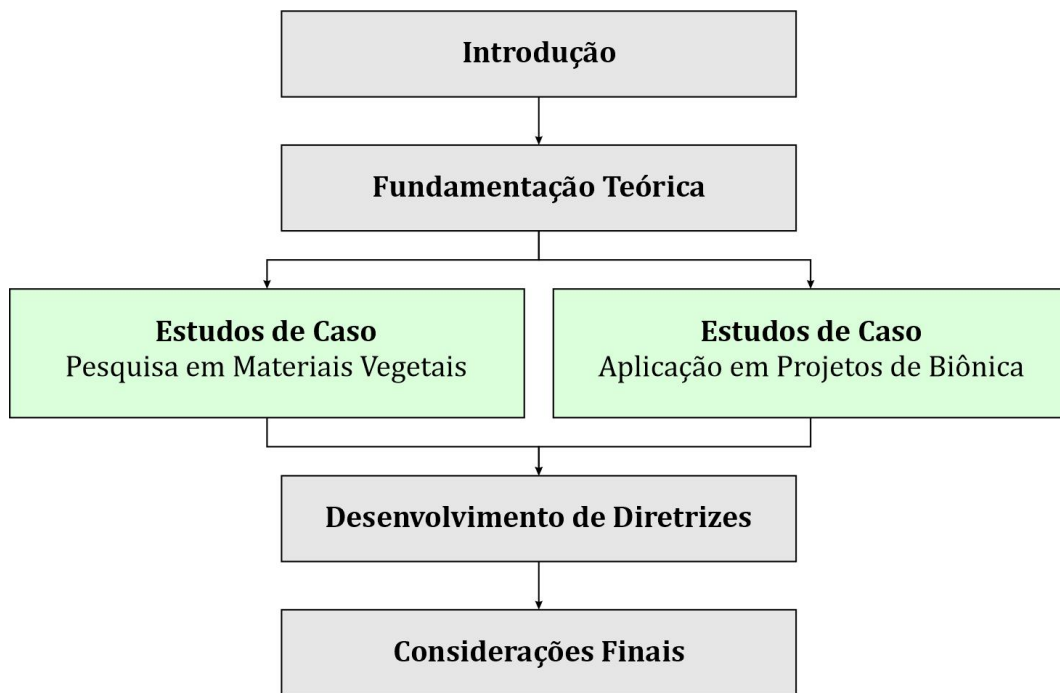 Introdução
Fundamentação Teórica
Estudos de Caso
Pesquisa em Materiais Vegetais
Estudos de Caso
Aplicação em Projetos de Biônica
Desenvolvimento de Diretrizes
Considerações Finais